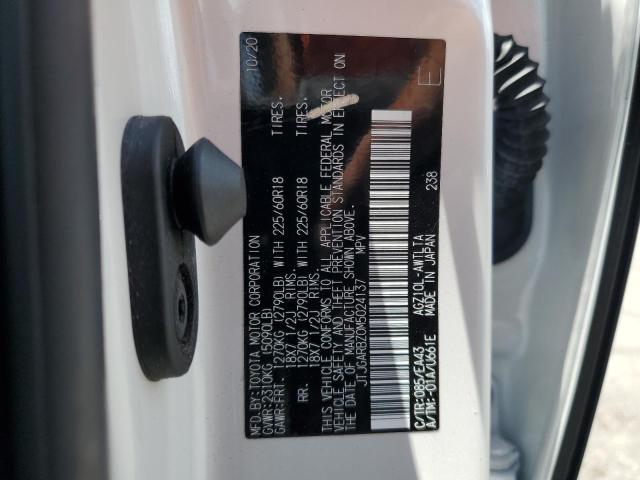 MFD.BY:TOYOTA MOTOR CORPORATION 10/20
GVWR:2310KG (5090LB)
GAWR:FRT. 1270KG (2790LB) WITH 225/60R18 TIRES.
18X7 1/2J RIMS.
RR. 1270KG (2790LB) WITH 225/60R18 TIRES.
18X7 1/2J RIMS.
THIS VEHICLE CONFORMS TO ALL APPLICABLE FEDERAL MOTOR
VEHICLE SAFETY AND THEFT PREVENTION STANDARDS IN EFFECT ON
THE DATE OF MANUFACTURE SHOWN ABOVE.
JTJGARBZ0M5024137 MPV
238 E
C/TR:085/EA43 AGZ10L-AWTLTA
A/TM:-01A/U661E MADE IN JAPAN